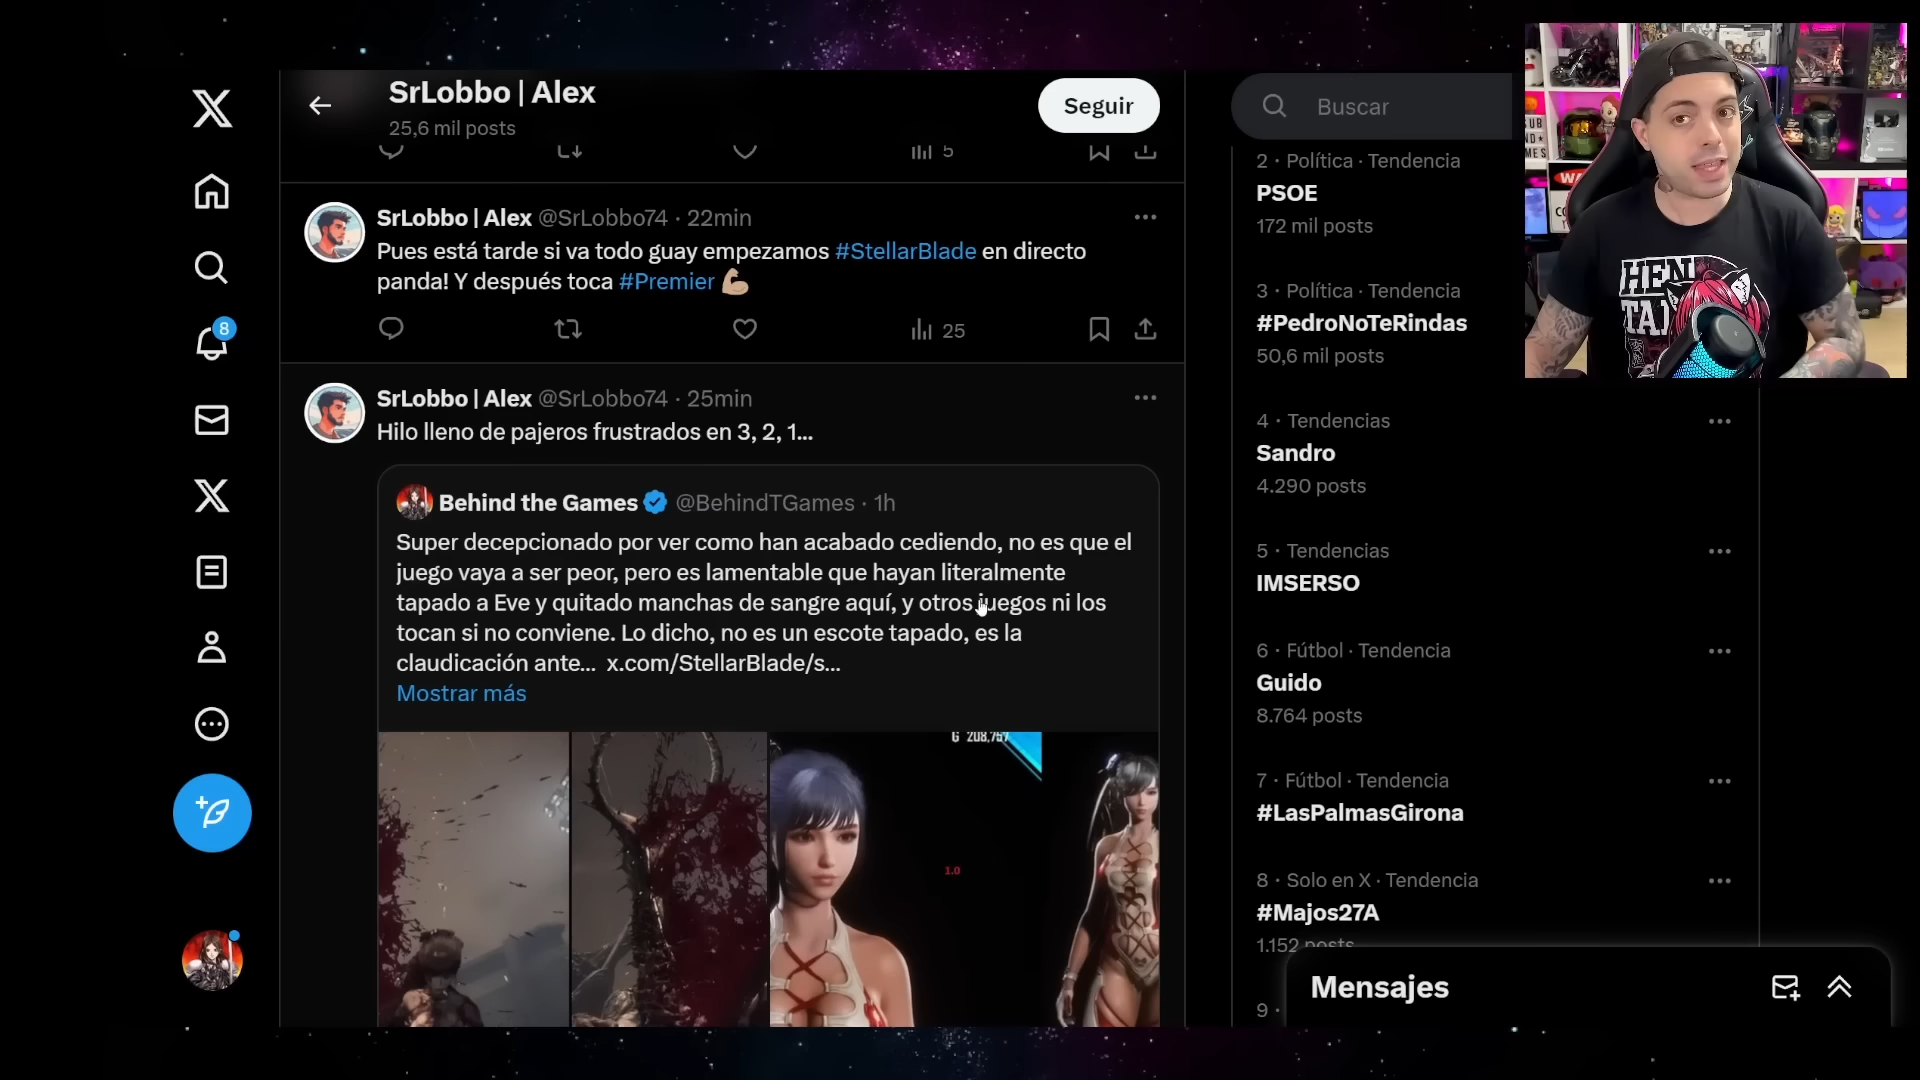 SrLobbo | Alex
25,6 mil posts
Seguir
5
SrLobbo | Alex @SrLobbo74 · 22min
Pues está tarde si va todo guay empezamos #StellarBlade en directo
panda! Y después toca #Premier 💪🏼
25
SrLobbo | Alex @SrLobbo74 · 25min
Hilo lleno de pajeros frustrados en 3, 2, 1...
Behind the Games @BehindTGames · 1h
Super decepcionado por ver como han acabado cediendo, no es que el
juego vaya a ser peor, pero es lamentable que hayan literalmente
tapado a Eve y quitado manchas de sangre aquí, y otros juegos ni los
tocan si no conviene. Lo dicho, no es un escote tapado, es la
claudicación ante... x.com/StellarBlade/s...
Mostrar más
G 208,757
1.0
8
Buscar
2 · Política · Tendencia
PSOE
172 mil posts
3 · Política · Tendencia
#PedroNoTeRindas
50,6 mil posts
4 · Tendencias
Sandro
4.290 posts
5 · Tendencias
IMSERSO
6 · Fútbol · Tendencia
Guido
8.764 posts
7 · Fútbol · Tendencia
#LasPalmasGirona
8 · Solo en X · Tendencia
#Majos27A
1.152 posts
9 ·
Mensajes
HEN
TAI